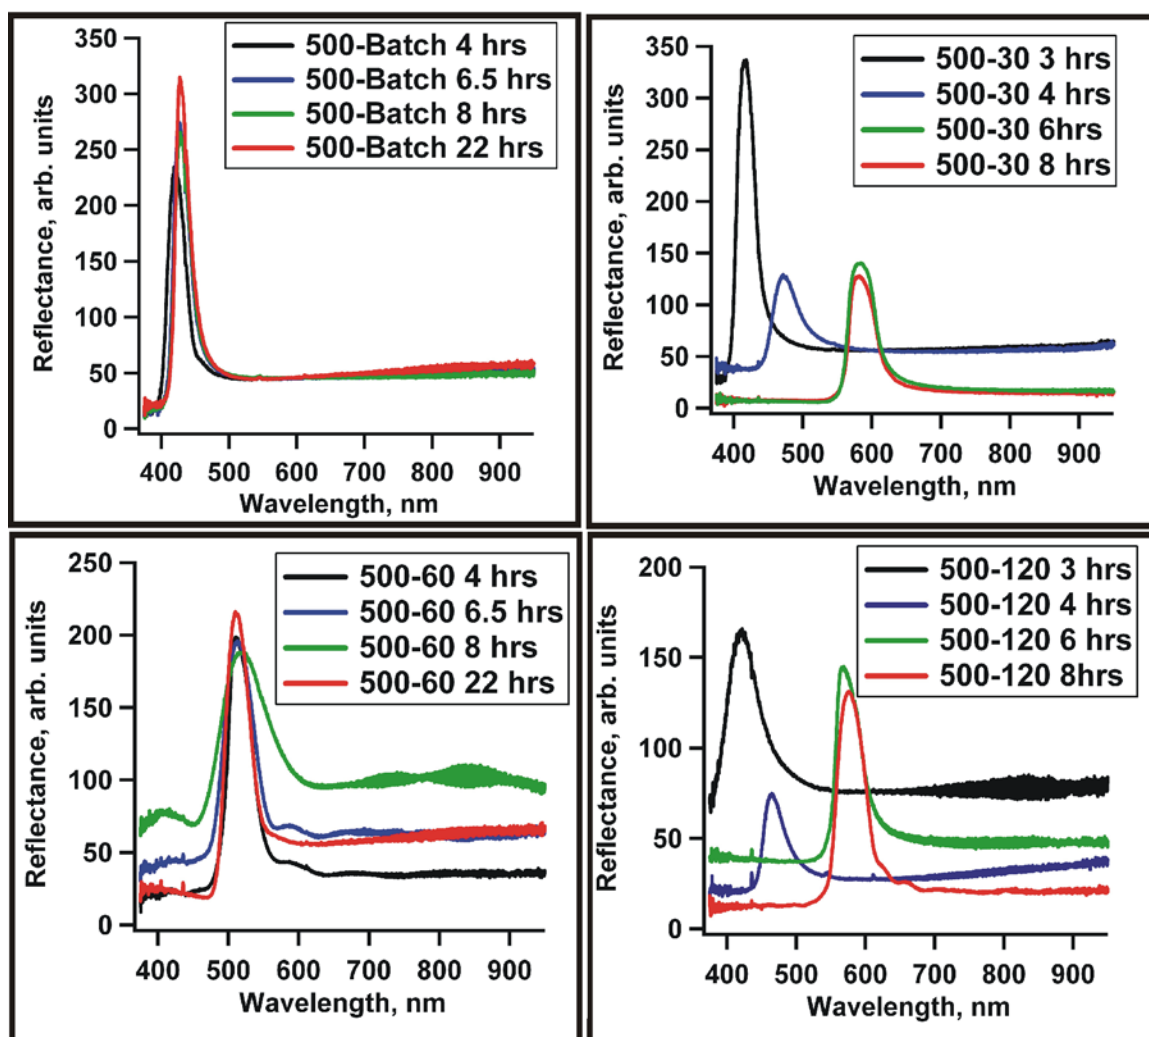 350
300
250
200
150
100
50
0
Reflectance, arb. units
500-Batch 4 hrs
500-Batch 6.5 hrs
500-Batch 8 hrs
500-Batch 22 hrs
400 500 600 700 800 900
Wavelength, nm
350
300
250
200
150
100
50
0
Reflectance, arb. units
500-30 3 hrs
500-30 4 hrs
500-30 6hrs
500-30 8 hrs
400 500 600 700 800 900
Wavelength, nm
250
200
150
100
50
0
Reflectance, arb. units
500-60 4 hrs
500-60 6.5 hrs
500-60 8 hrs
500-60 22 hrs
400 500 600 700 800 900
Wavelength, nm
200
150
100
50
0
Reflectance, arb. units
500-120 3 hrs
500-120 4 hrs
500-120 6 hrs
500-120 8hrs
400 500 600 700 800 900
Wavelength, nm